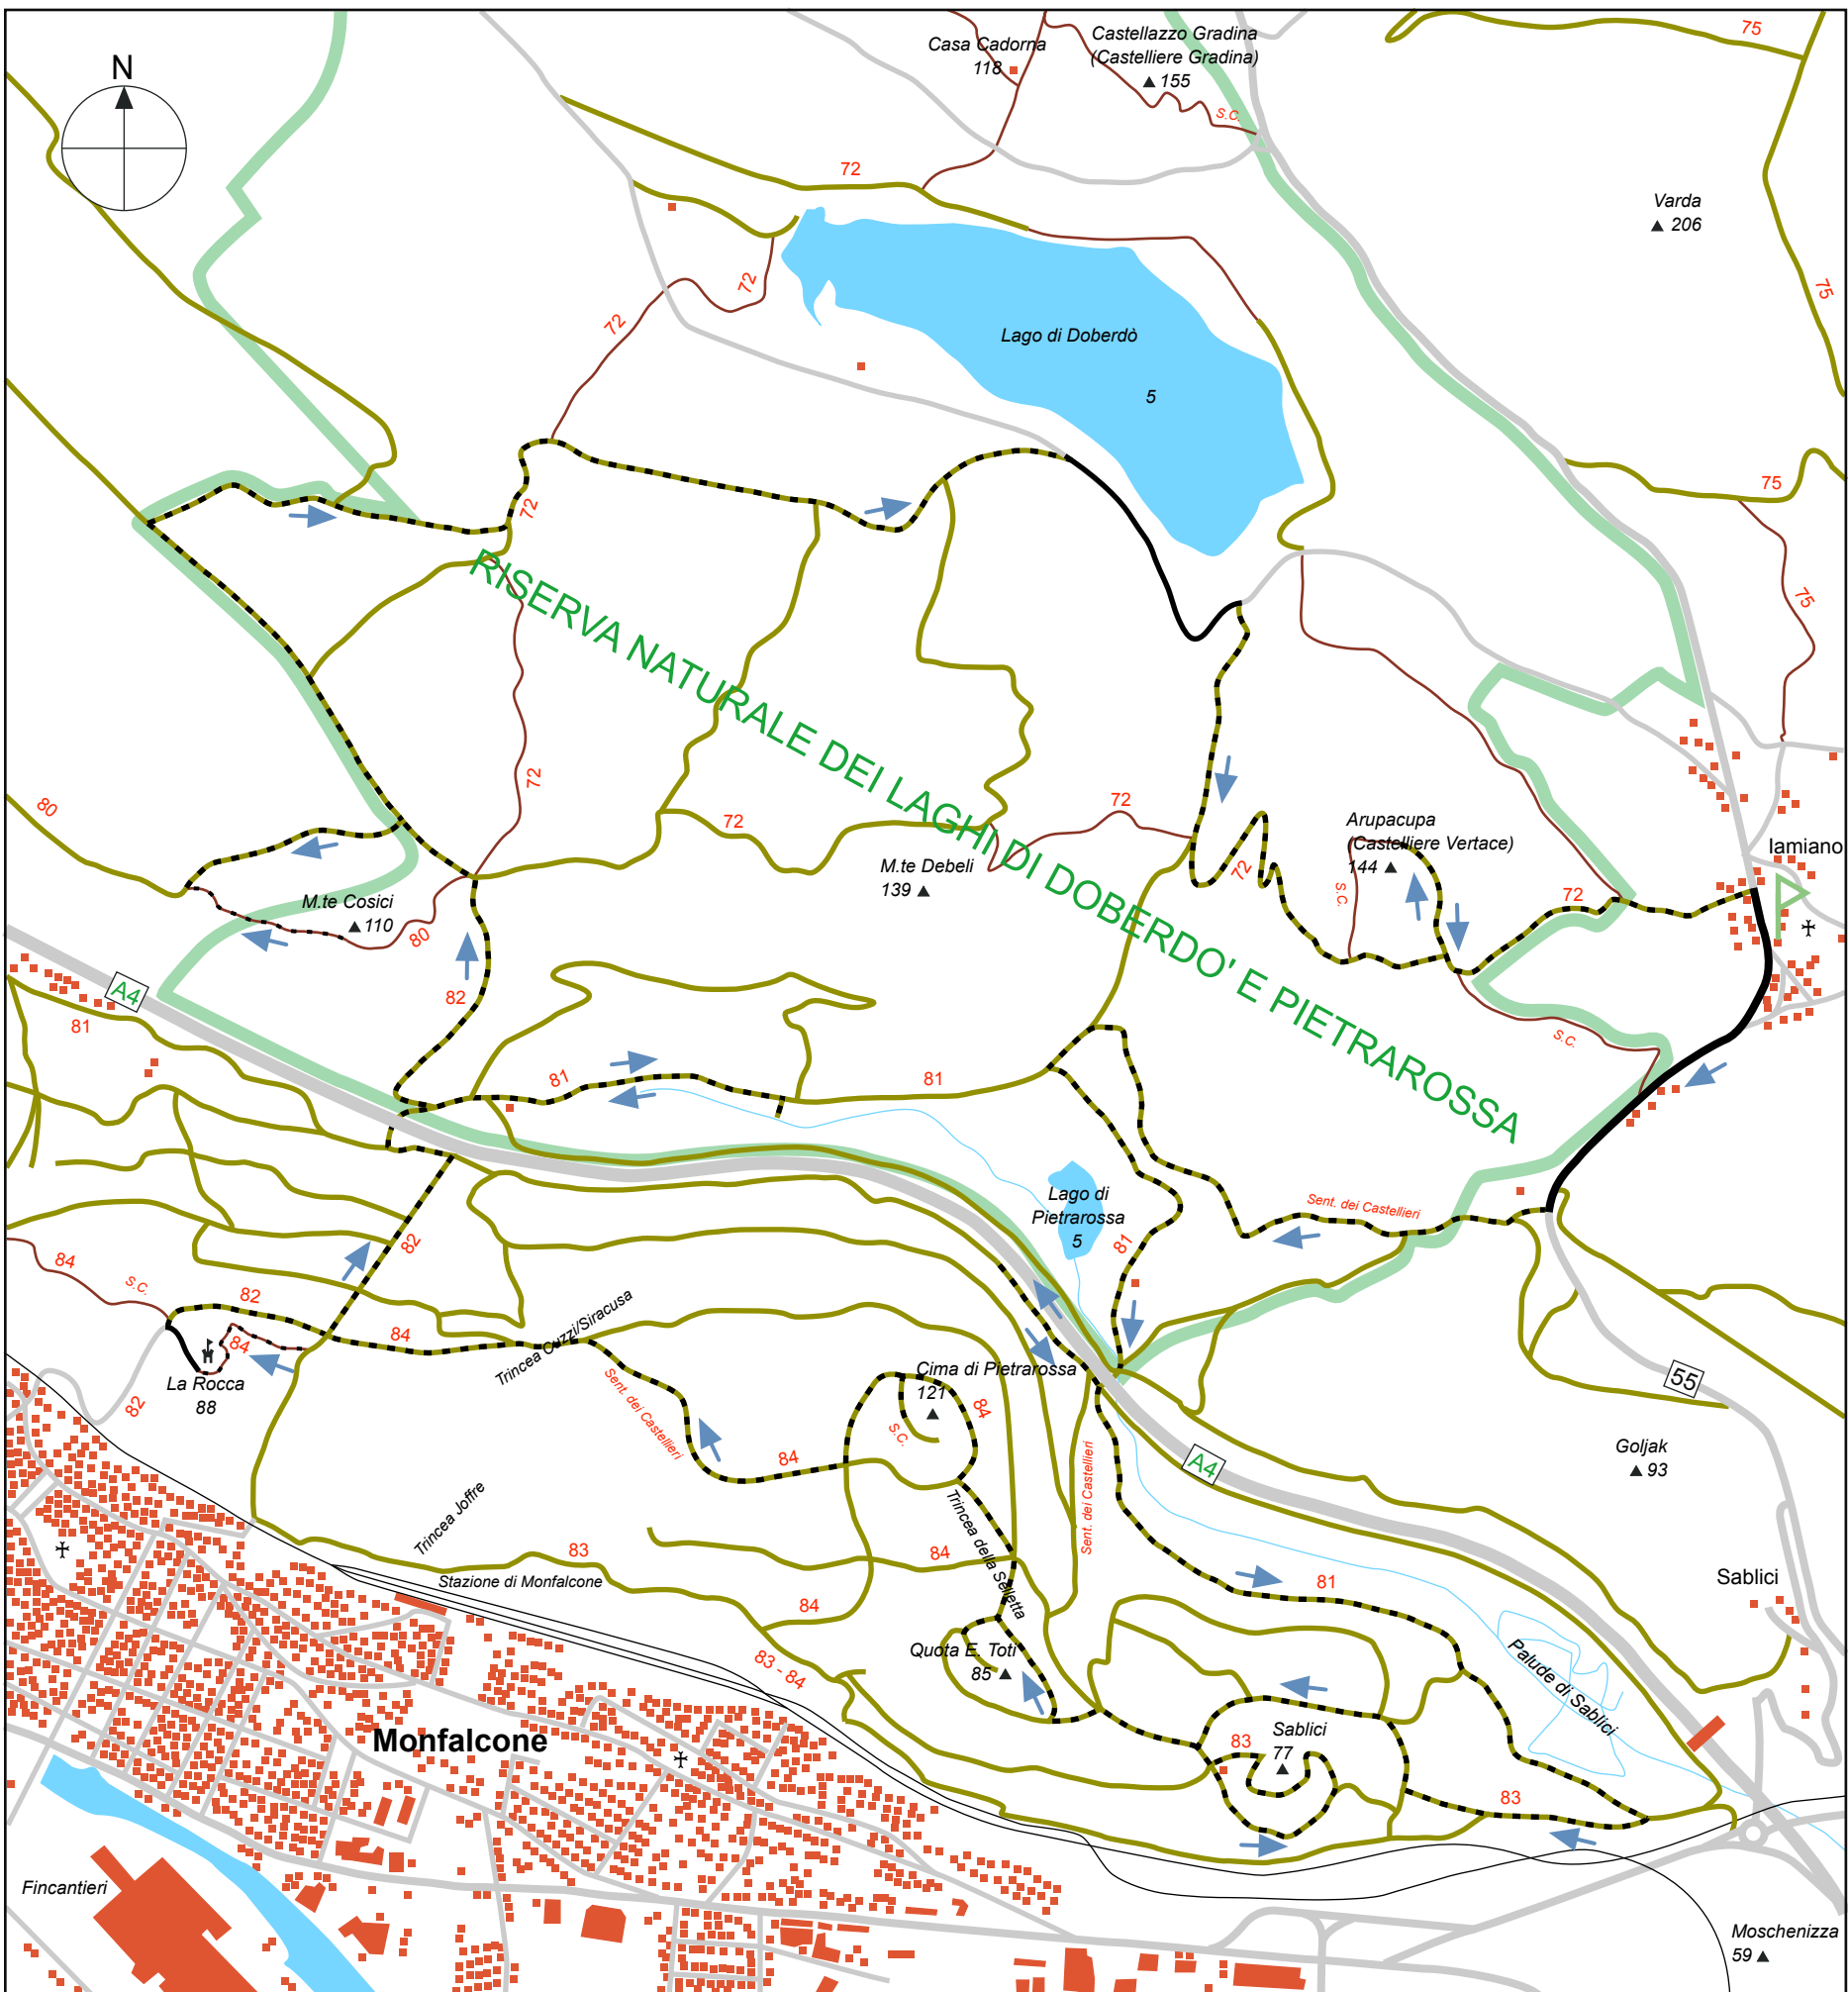 N
Casa Cadorna
118
Castellazzo Gradina
(Castelliere Gradina)
155
S.C.
75
72
Varda
206
75
72
72
Lago di Doberdò
5
72
75
75
RISERVA NATURALE DEI LAGHI DI DOBERDO' E PIETRAROSSA
72
80
72
72
M.te Debeli
139
72
Arupacupa
(Castelliere Vertace)
144
S.C.
72
Iamiano
M.te Cosici
110
80
82
A4
81
S.C.
81
81
Lago di
Pietrarossa
5
81
Sent. dei Castellieri
82
84
S.C.
82
84
84
La Rocca
88
82
Trincea Cuzzi/Siracusa
Sent. dei Castellieri
Cima di Pietrarossa
121
S.C.
84
84
Sent. dei Castellieri
A4
55
Goljak
93
Trincea Joffre
83
Stazione di Monfalcone
84
Trincea della Selletta
84
81
Sablici
83 - 84
Quota E. Toti
85
Palude di Sablici
Monfalcone
Sablici
77
83
83
Fincantieri
Moschenizza
59